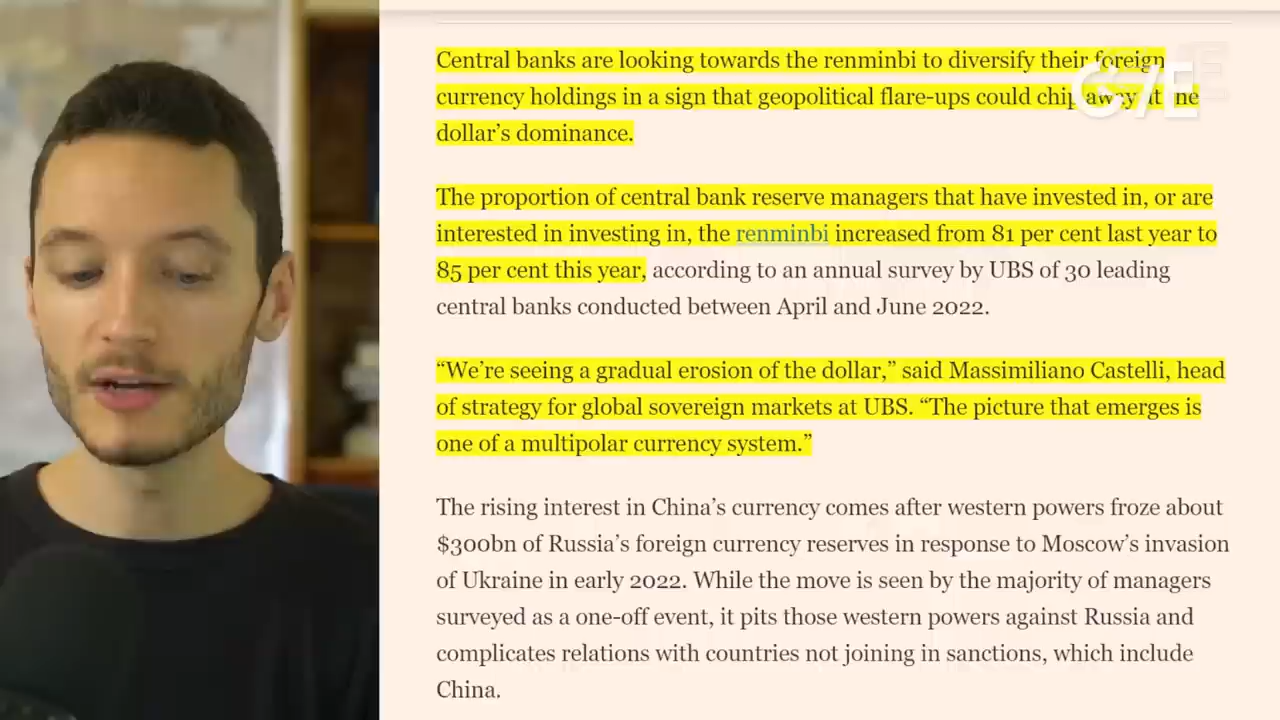 Central banks are looking towards the renminbi to diversify their foreign
currency holdings in a sign that geopolitical flare-ups could chip away at the
dollar's dominance.
The proportion of central bank reserve managers that have invested in, or are
interested in investing in, the renminbi increased from 81 per cent last year to
85 per cent this year, according to an annual survey by UBS of 30 leading
central banks conducted between April and June 2022.
“We're seeing a gradual erosion of the dollar,” said Massimiliano Castelli, head
of strategy for global sovereign markets at UBS. “The picture that emerges is
one of a multipolar currency system.”
The rising interest in China's currency comes after western powers froze about
$300bn of Russia's foreign currency reserves in response to Moscow's invasion
of Ukraine in early 2022. While the move is seen by the majority of managers
surveyed as a one-off event, it pits those western powers against Russia and
complicates relations with countries not joining in sanctions, which include
China.